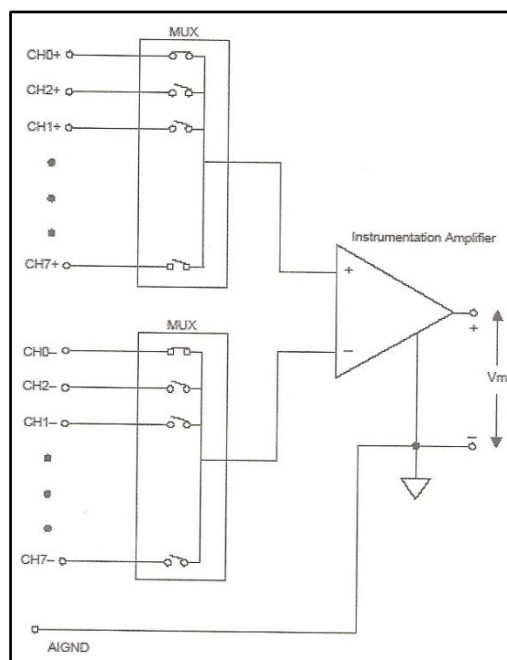 MUX
CH0+
CH2+
CH1+
CH7+
Instrumentation Amplifier
+
−
+
Vm
−
MUX
CH0−
CH2−
CH1−
CH7−
AIGND